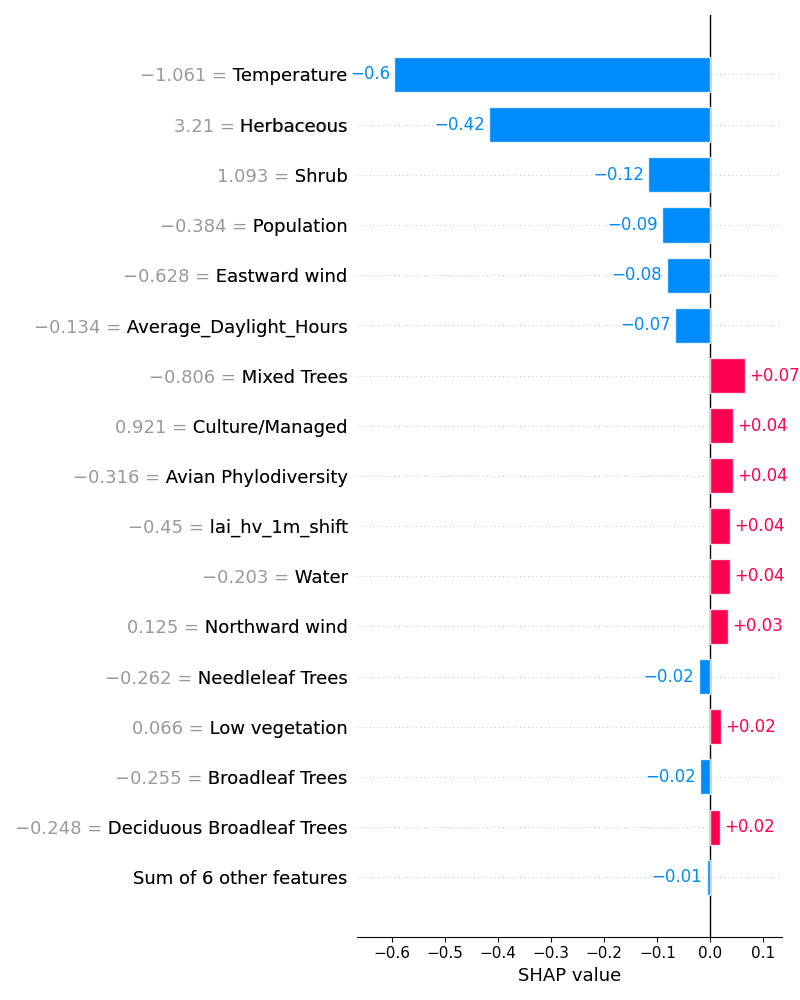 −1.061 = Temperature −0.6
3.21 = Herbaceous −0.42
1.093 = Shrub −0.12
−0.384 = Population −0.09
−0.628 = Eastward wind −0.08
−0.134 = Average_Daylight_Hours −0.07
−0.806 = Mixed Trees +0.07
0.921 = Culture/Managed +0.04
−0.316 = Avian Phylodiversity +0.04
−0.45 = lai_hv_1m_shift +0.04
−0.203 = Water +0.04
0.125 = Northward wind +0.03
−0.262 = Needleleaf Trees −0.02
0.066 = Low vegetation +0.02
−0.255 = Broadleaf Trees −0.02
−0.248 = Deciduous Broadleaf Trees +0.02
Sum of 6 other features −0.01
−0.6 −0.5 −0.4 −0.3 −0.2 −0.1 0.0 0.1
SHAP value